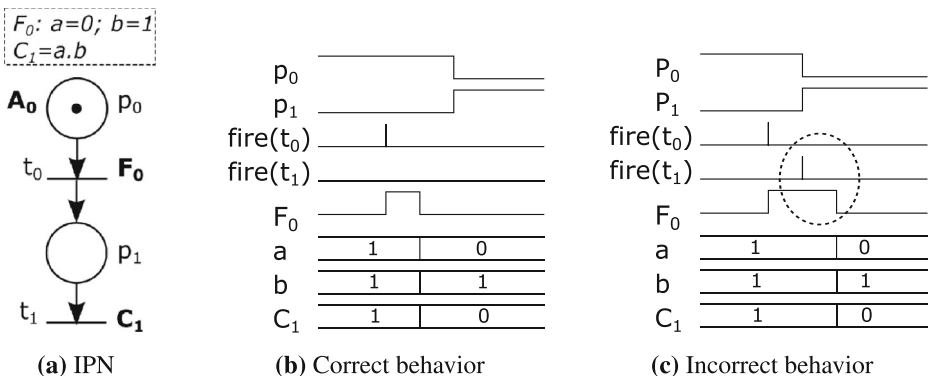 F₀: a=0; b=1
C₁=a.b
A₀ p₀
t₀ F₀
p₁
t₁ C₁
(a) IPN
p₀
p₁
fire(t₀)
fire(t₁)
F₀
a 1 0
b 1 1
C₁ 1 0
(b) Correct behavior
P₀
P₁
fire(t₀)
fire(t₁)
F₀
a 1 0
b 1 1
C₁ 1 0
(c) Incorrect behavior